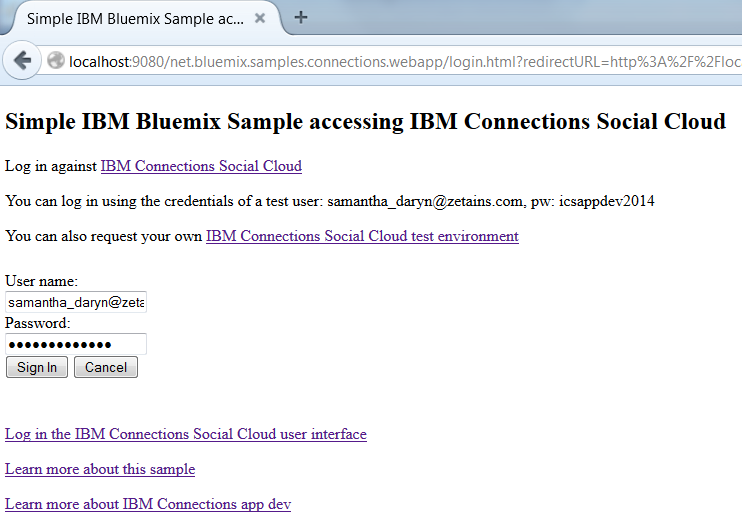 Simple IBM Bluemix Sample ac...
localhost:9080/net.bluemix.samples.connections.webapp/login.html?redirectURL=http%3A%2F%2Floc
Simple IBM Bluemix Sample accessing IBM Connections Social Cloud
Log in against IBM Connections Social Cloud
You can log in using the credentials of a test user: samantha_daryn@zetains.com, pw: icsappdev2014
You can also request your own IBM Connections Social Cloud test environment
User name:
samantha_daryn@zeta
Password:
●●●●●●●●●●●●●
Sign In Cancel
Log in the IBM Connections Social Cloud user interface
Learn more about this sample
Learn more about IBM Connections app dev